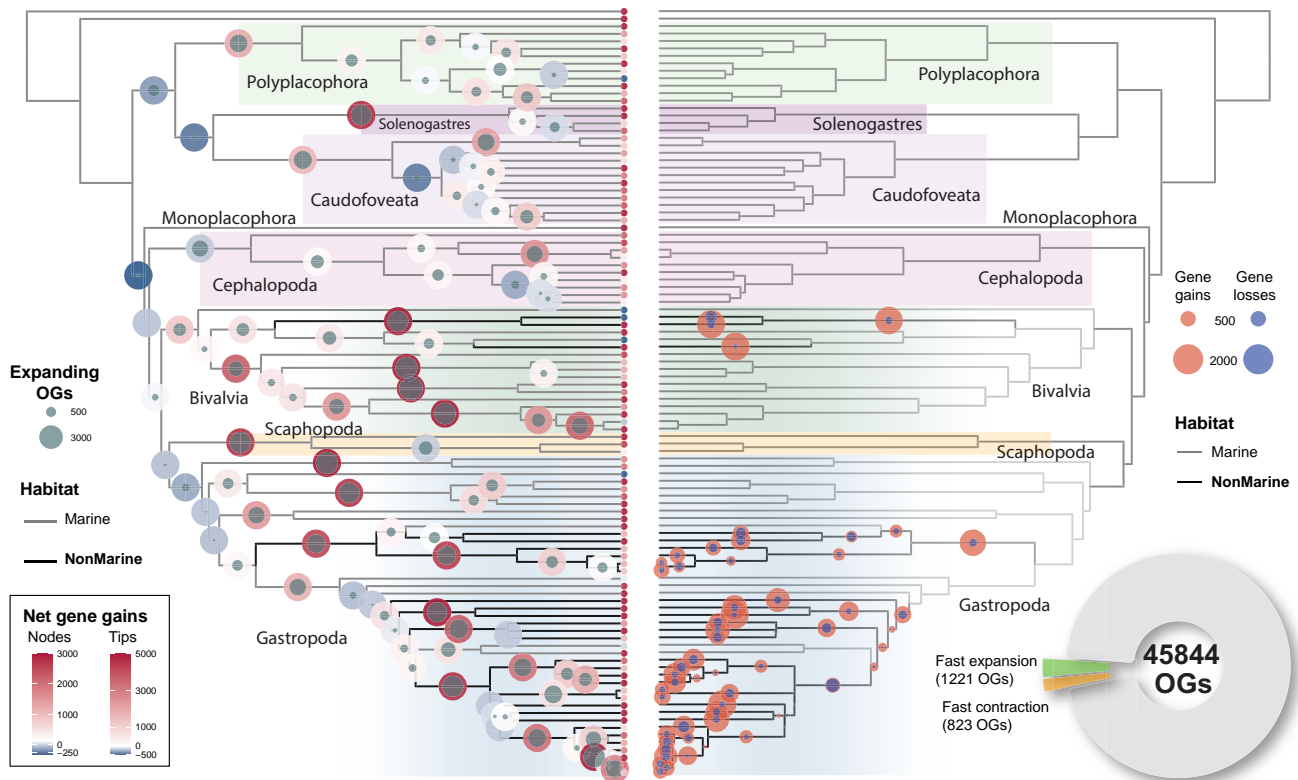 Polyplacophora
Solenogastres
Caudofoveata
Monoplacophora
Cephalopoda
Bivalvia
Scaphopoda
Gastropoda
Expanding
OGs
500
3000
Habitat
Marine
NonMarine
Net gene gains
Nodes
Tips
3000
2000
1000
0
−250
5000
3000
1000
0
−500
Polyplacophora
Solenogastres
Caudofoveata
Monoplacophora
Cephalopoda
Bivalvia
Scaphopoda
Gastropoda
Gene
gains
Gene
losses
500
2000
Habitat
Marine
NonMarine
Fast expansion
(1221 OGs)
Fast contraction
(823 OGs)
45844
OGs